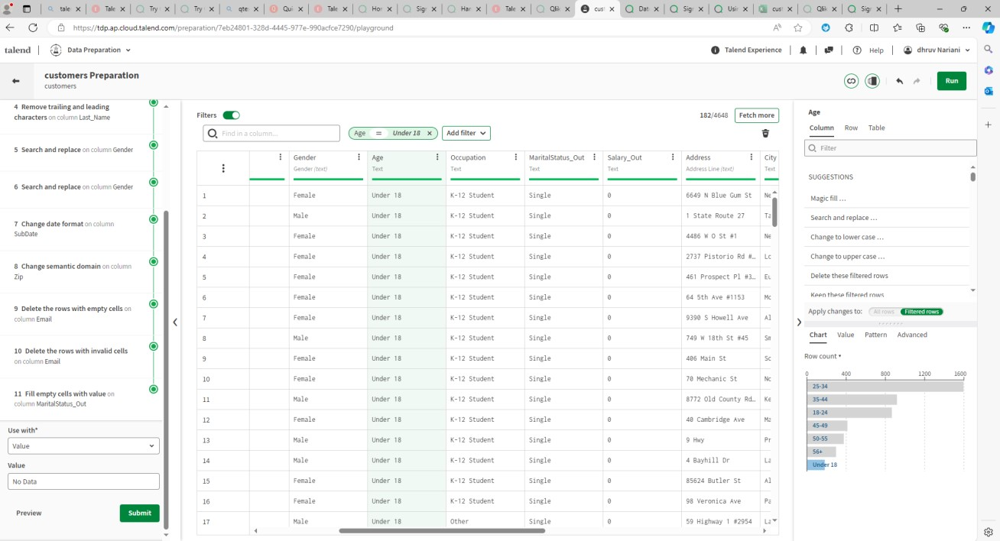 tale
Tale
Try
Try
qte
Qui
Tale
Hor
Sig
Har
Tale
Qlik
cus
Dat
Sig
Usi
cust
Qlik
Sig
https://tdp.ap.cloud.talend.com/preparation/7eb24801-328d-4445-977e-990acfce7290/playground
talend
Data Preparation
Talend Experience
Help
dhruv Nariani
customers Preparation
customers
Run
4 Remove trailing and leading
characters on column Last_Name
5 Search and replace on column Gender
6 Search and replace on column Gender
7 Change date format on column
SubDate
8 Change semantic domain on column
Zip
9 Delete the rows with empty cells on
column Email
10 Delete the rows with invalid cells
on column Email
11 Fill empty cells with value on
column MaritalStatus_Out
Use with*
Value
Value
No Data
Preview
Submit
Filters
182/4648
Fetch more
Find in a column...
Age = Under 18
Add filter
Gender Age Occupation MaritalStatus_Out Salary_Out Address City
Gender (text) Text Text Text Text Address Line (text) Text
1 Female Under 18 K-12 Student Single 0 6649 N Blue Gum St Ne
2 Male Under 18 K-12 Student Single 0 1 State Route 27 Ta
3 Female Under 18 K-12 Student Single 0 4486 W O St #1 Ne
4 Female Under 18 K-12 Student Single 0 2737 Pistorio Rd #… Lo
5 Female Under 18 K-12 Student Single 0 461 Prospect Pl #3… Eu
6 Female Under 18 K-12 Student Single 0 64 5th Ave #1153 Mc
7 Female Under 18 K-12 Student Single 0 9390 S Howell Ave Al
8 Male Under 18 K-12 Student Single 0 749 W 18th St #45 Sm
9 Female Under 18 K-12 Student Single 0 406 Main St So
10 Female Under 18 K-12 Student Single 0 70 Mechanic St No
11 Male Under 18 K-12 Student Single 0 8772 Old County Rd… Ke
12 Female Under 18 K-12 Student Single 0 40 Cambridge Ave Ma
13 Male Under 18 K-12 Student Single 0 9 Hwy Pr
14 Male Under 18 K-12 Student Single 0 4 Bayhill Dr La
15 Female Under 18 K-12 Student Single 0 85624 Butler St Al
16 Female Under 18 K-12 Student Single 0 98 Veronica Ave Pa
17 Male Under 18 Other Single 0 59 Highway 1 #2954 La
Age
Column Row Table
Filter
SUGGESTIONS
Magic fill ...
Search and replace ...
Change to lower case ...
Change to upper case ...
Delete these filtered rows
Keep these filtered rows
Apply changes to: All rows Filtered rows
Chart Value Pattern Advanced
Row count
0 400 800 1200 1600
25-34
35-44
18-24
45-49
50-55
56+
Under 18